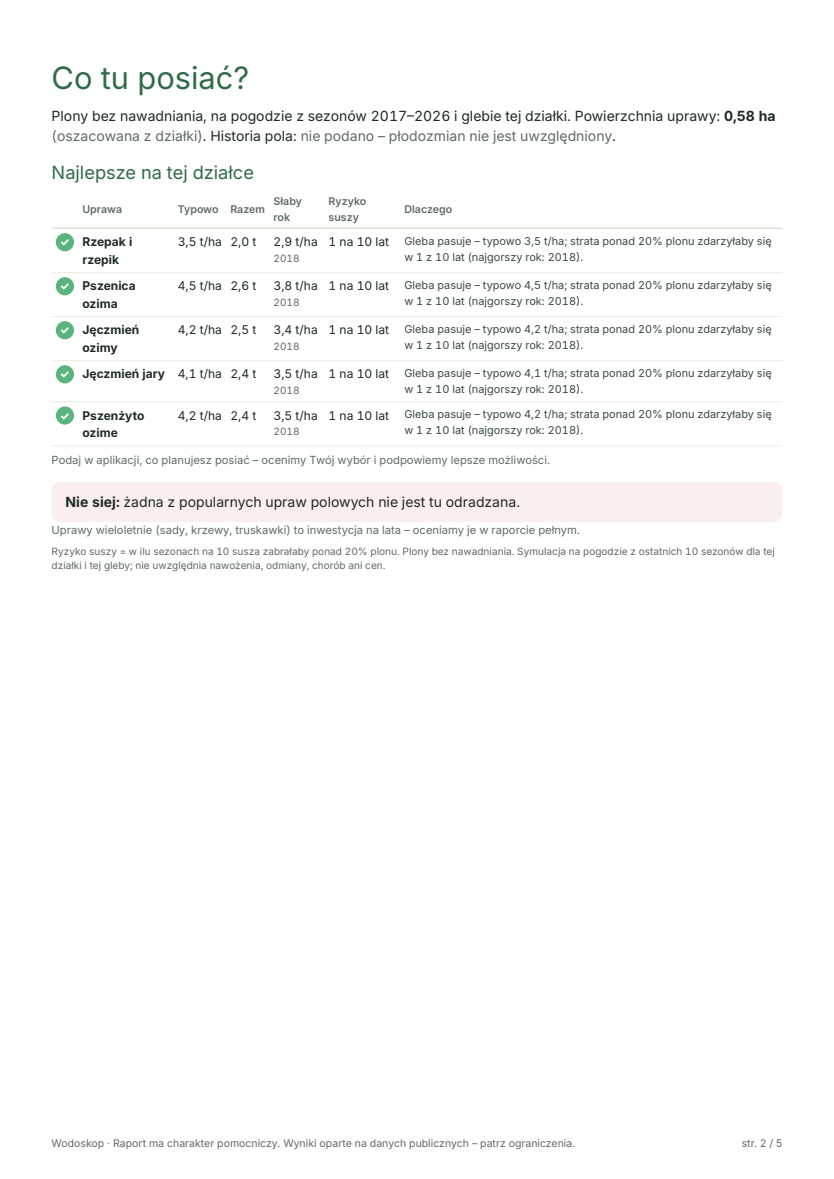 Co tu posiać?
Plony bez nawadniania, na pogodzie z sezonów 2017–2026 i glebie tej działki. Powierzchnia uprawy: 0,58 ha
(oszacowana z działki). Historia pola: nie podano – płodozmian nie jest uwzględniony.
Najlepsze na tej działce
Uprawa Typowo Razem Słaby rok Ryzyko suszy Dlaczego
Rzepak i rzepik 3,5 t/ha 2,0 t 2,9 t/ha 2018 1 na 10 lat Gleba pasuje – typowo 3,5 t/ha; strata ponad 20% plonu zdarzyłaby się
w 1 z 10 lat (najgorszy rok: 2018).
Pszenica ozima 4,5 t/ha 2,6 t 3,8 t/ha 2018 1 na 10 lat Gleba pasuje – typowo 4,5 t/ha; strata ponad 20% plonu zdarzyłaby się
w 1 z 10 lat (najgorszy rok: 2018).
Jęczmień ozimy 4,2 t/ha 2,5 t 3,4 t/ha 2018 1 na 10 lat Gleba pasuje – typowo 4,2 t/ha; strata ponad 20% plonu zdarzyłaby się
w 1 z 10 lat (najgorszy rok: 2018).
Jęczmień jary 4,1 t/ha 2,4 t 3,5 t/ha 2018 1 na 10 lat Gleba pasuje – typowo 4,1 t/ha; strata ponad 20% plonu zdarzyłaby się
w 1 z 10 lat (najgorszy rok: 2018).
Pszenżyto ozime 4,2 t/ha 2,4 t 3,5 t/ha 2018 1 na 10 lat Gleba pasuje – typowo 4,2 t/ha; strata ponad 20% plonu zdarzyłaby się
w 1 z 10 lat (najgorszy rok: 2018).
Podaj w aplikacji, co planujesz posiać – ocenimy Twój wybór i podpowiemy lepsze możliwości.
Nie siej: żadna z popularnych upraw polowych nie jest tu odradzana.
Uprawy wieloletnie (sady, krzewy, truskawki) to inwestycja na lata – oceniamy je w raporcie pełnym.
Ryzyko suszy = w ilu sezonach na 10 susza zabrałaby ponad 20% plonu. Plony bez nawadniania. Symulacja na pogodzie z ostatnich 10 sezonów dla tej
działki i tej gleby; nie uwzględnia nawożenia, odmiany, chorób ani cen.
Wodoskop · Raport ma charakter pomocniczy. Wyniki oparte na danych publicznych – patrz ograniczenia. str. 2 / 5